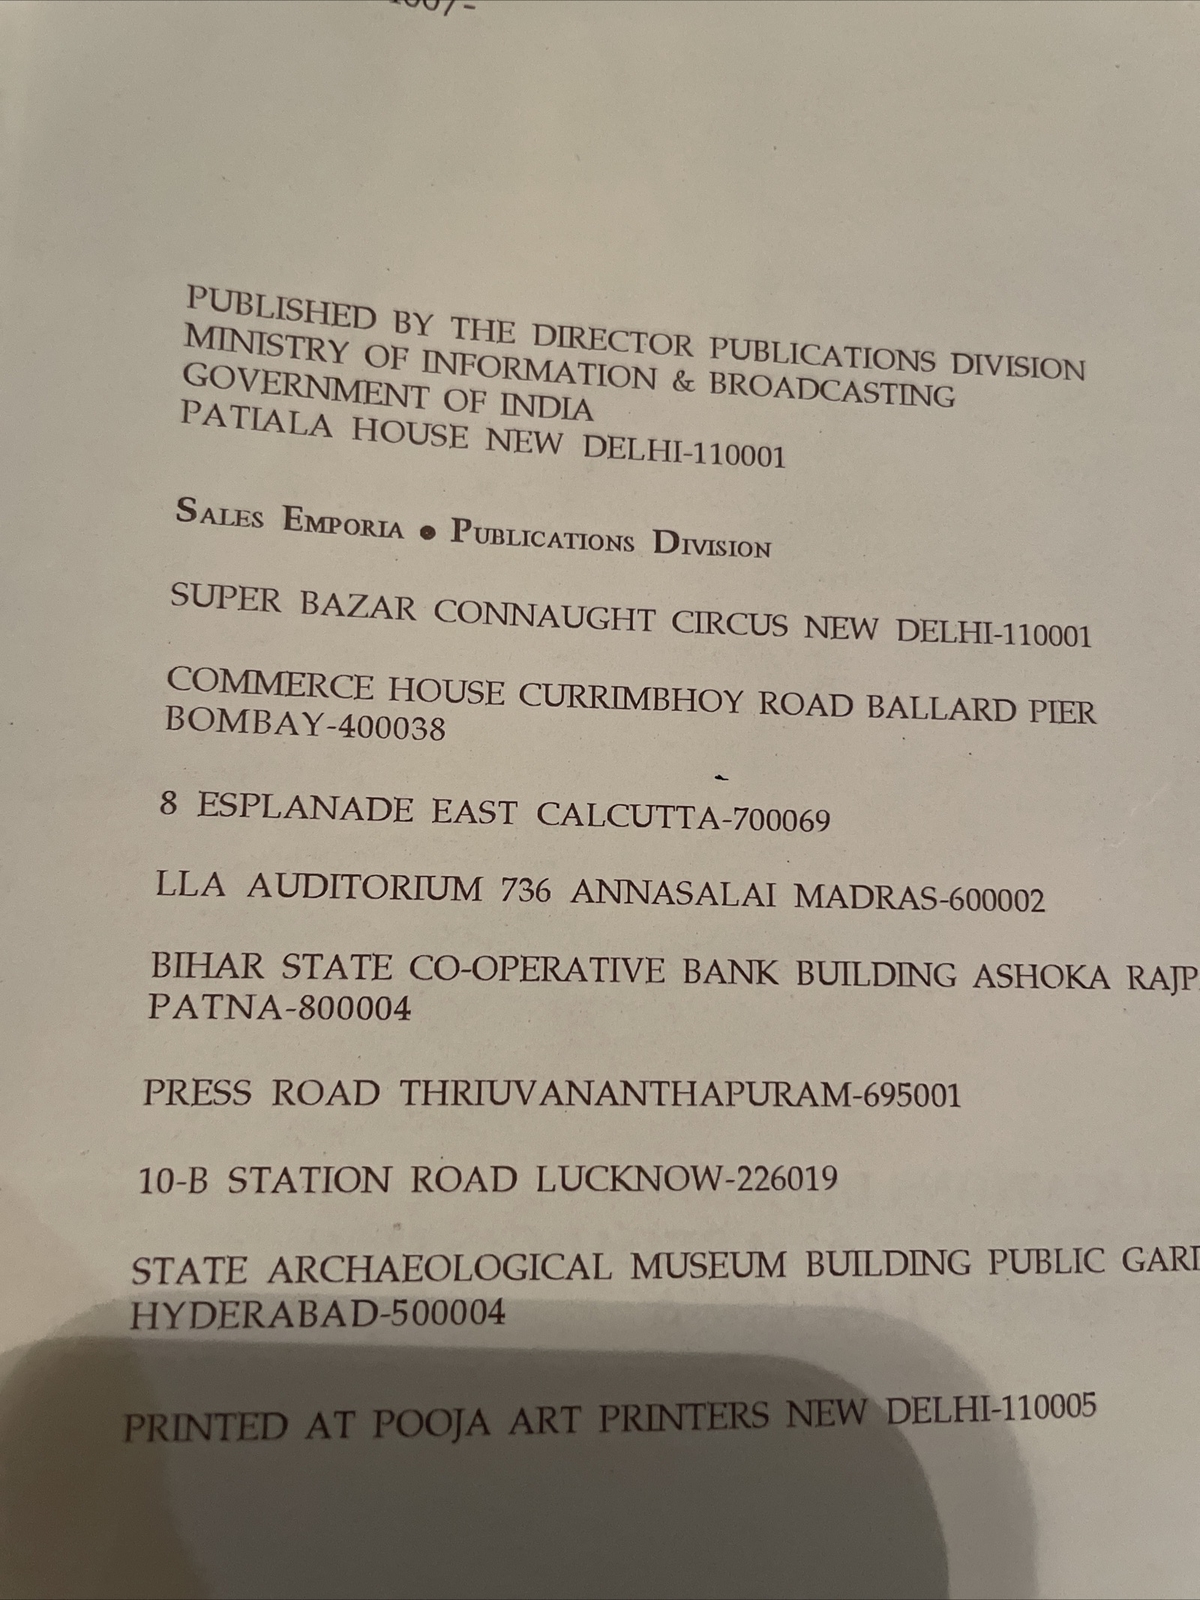 PUBLISHED BY THE DIRECTOR PUBLICATIONS DIVISION
MINISTRY OF INFORMATION & BROADCASTING
GOVERNMENT OF INDIA
PATIALA HOUSE NEW DELHI-110001
SALES EMPORIA • PUBLICATIONS DIVISION
SUPER BAZAR CONNAUGHT CIRCUS NEW DELHI-110001
COMMERCE HOUSE CURRIMBHOY ROAD BALLARD PIER
BOMBAY-400038
8 ESPLANADE EAST CALCUTTA-700069
LLA AUDITORIUM 736 ANNASALAI MADRAS-600002
BIHAR STATE CO-OPERATIVE BANK BUILDING ASHOKA
PATNA-800004
PRESS ROAD THRIUVANANTHAPURAM-695001
10-B STATION ROAD LUCKNOW-226019
STATE ARCHAEOLOGICAL MUSEUM BUILDING PUBLIC
HYDERABAD-500004
PRINTED AT POOJA ART PRINTERS NEW DELHI-110005